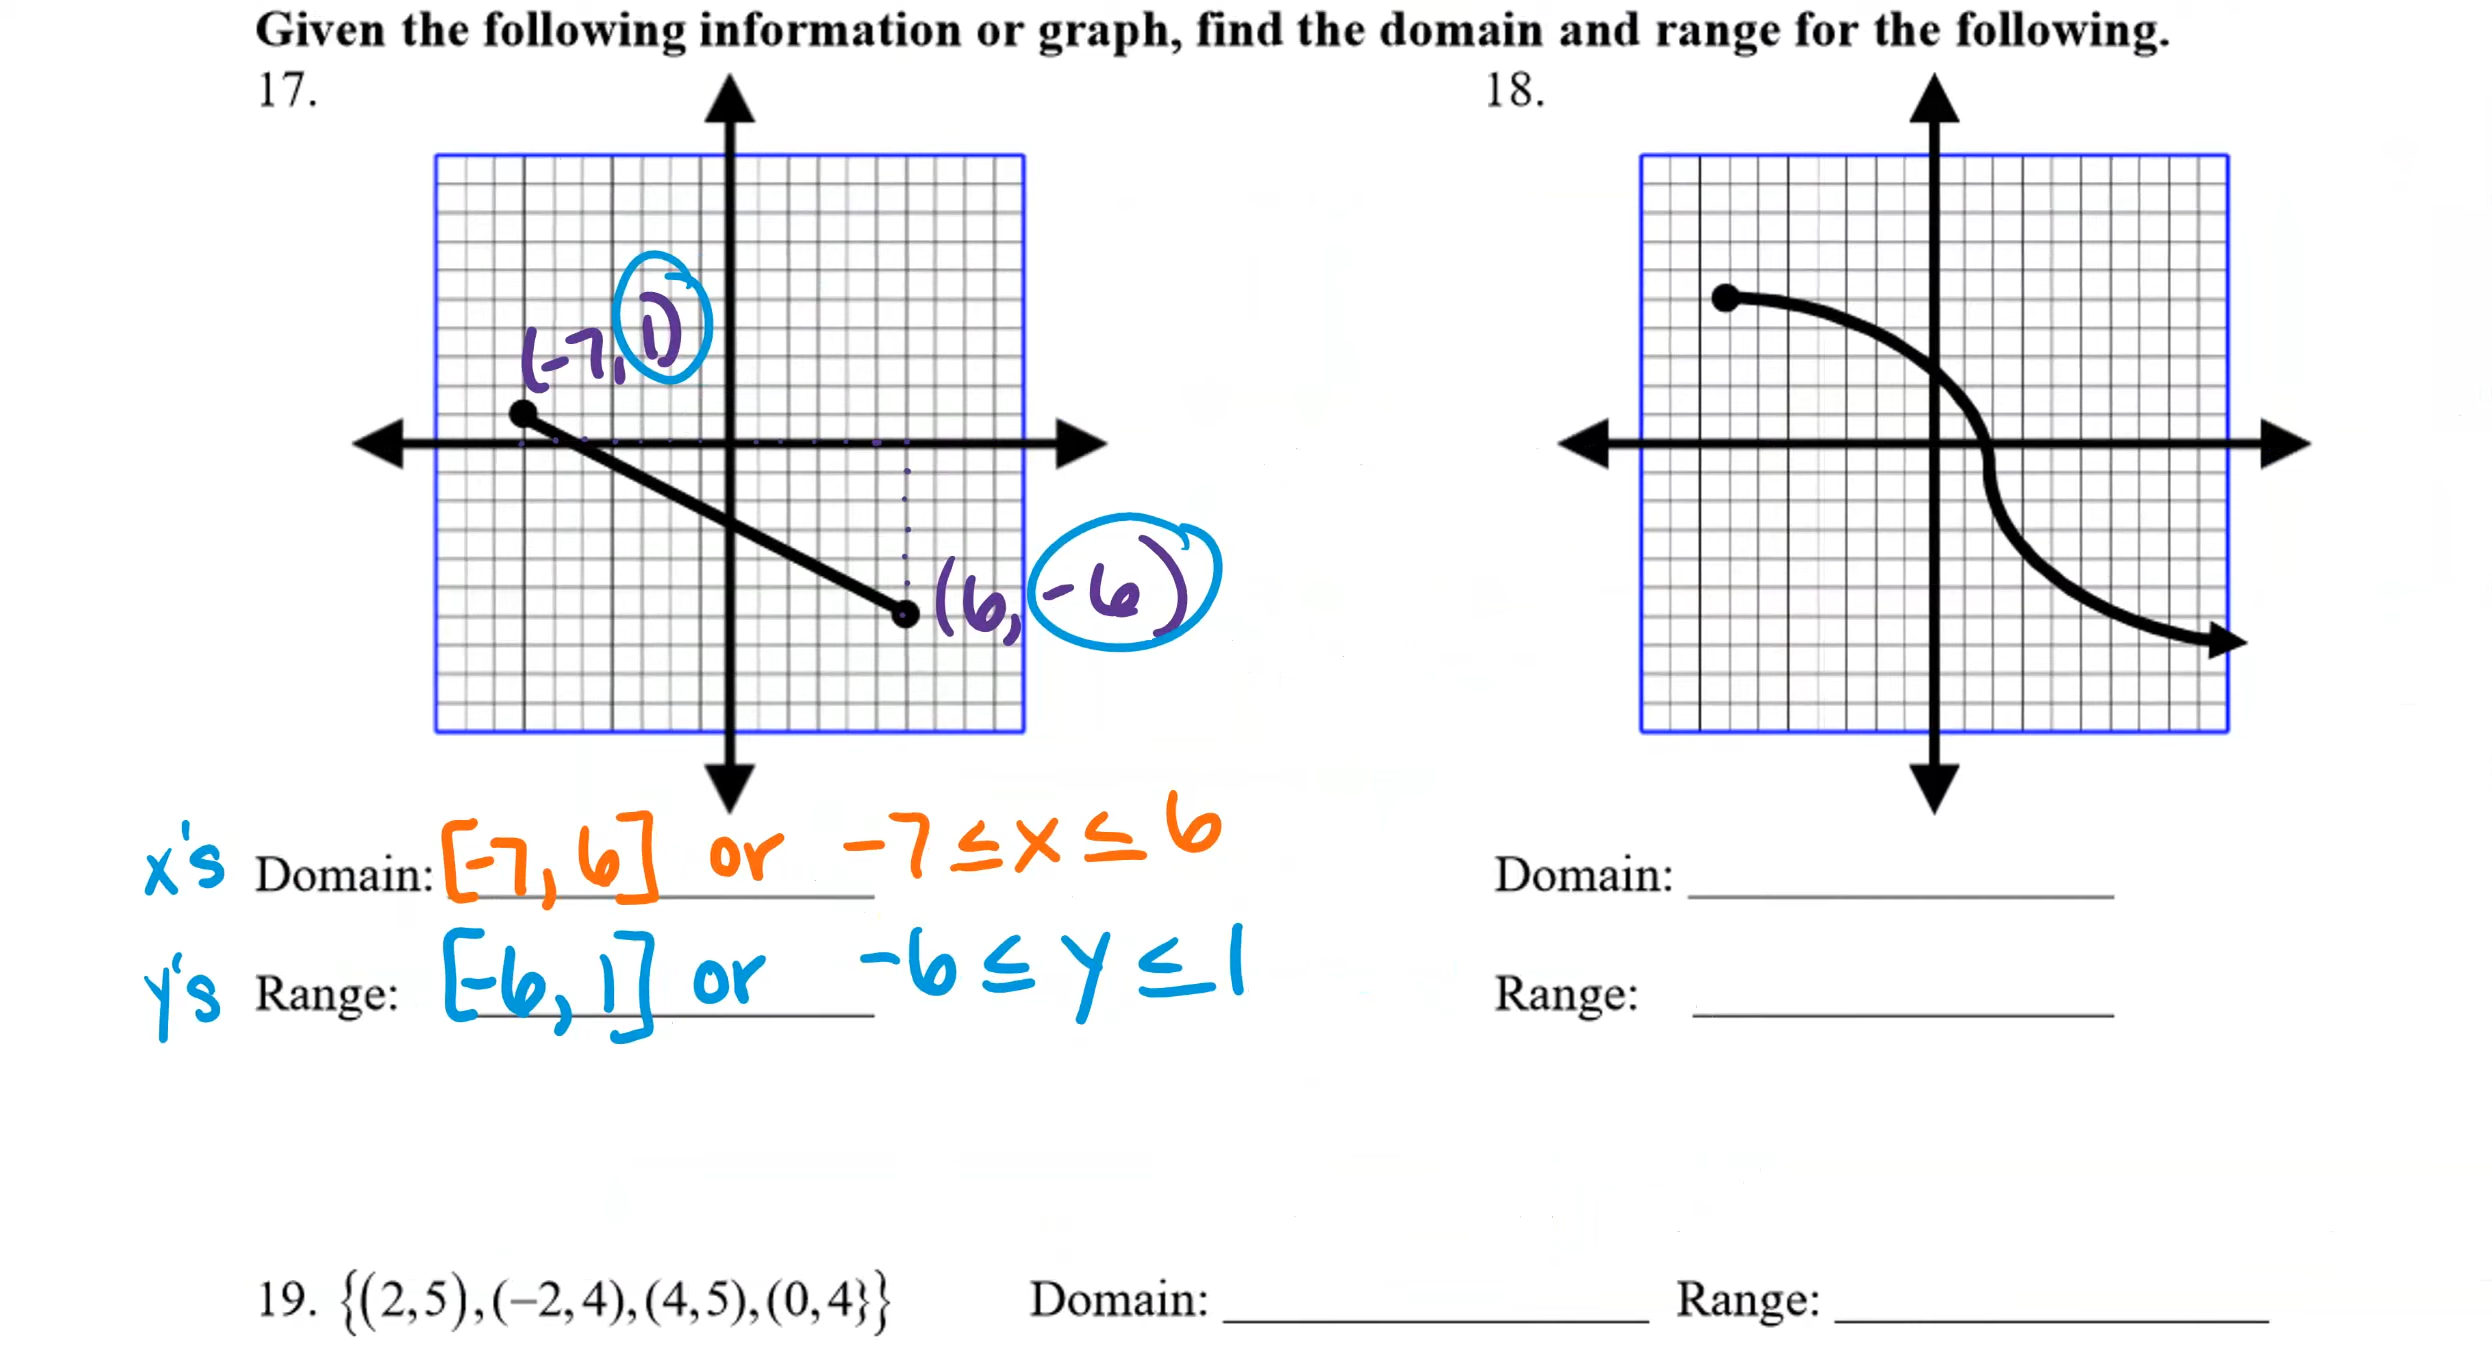 Given the following information or graph, find the domain and range for the following.
17.
18.
(-7, 1)
(6, -6)
x's Domain: [-7, 6] or -7 ≤ x ≤ 6
Domain:
y's Range: [-6, 1] or -6 ≤ y ≤ 1
Range:
19. {(2,5),(−2,4),(4,5),(0,4}} Domain: Range: